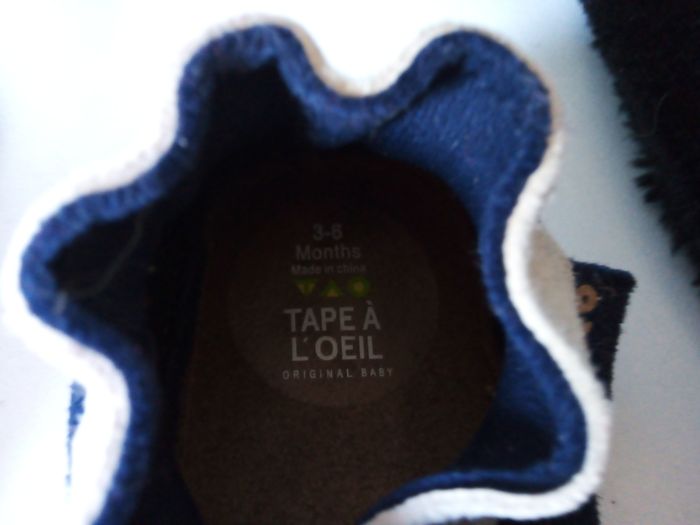 3-6
Months
Made in china
TAPE À
L'OEIL
ORIGINAL BABY